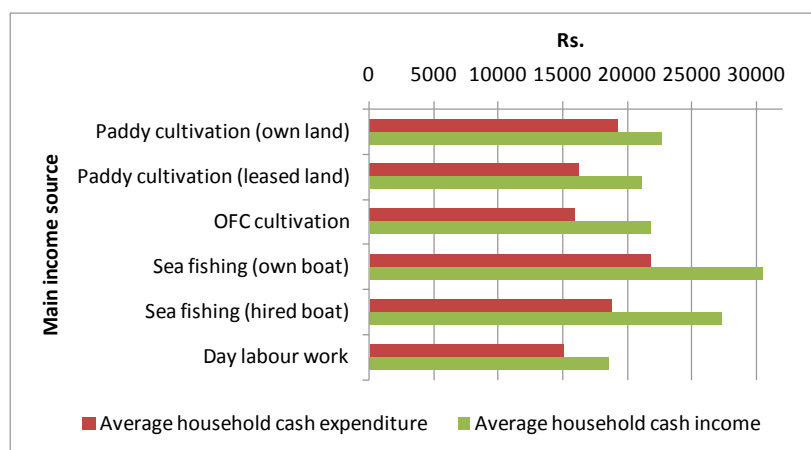 Rs.
0 5000 10000 15000 20000 25000 30000
Main income source
Paddy cultivation (own land)
Paddy cultivation (leased land)
OFC cultivation
Sea fishing (own boat)
Sea fishing (hired boat)
Day labour work
Average household cash expenditure Average household cash income